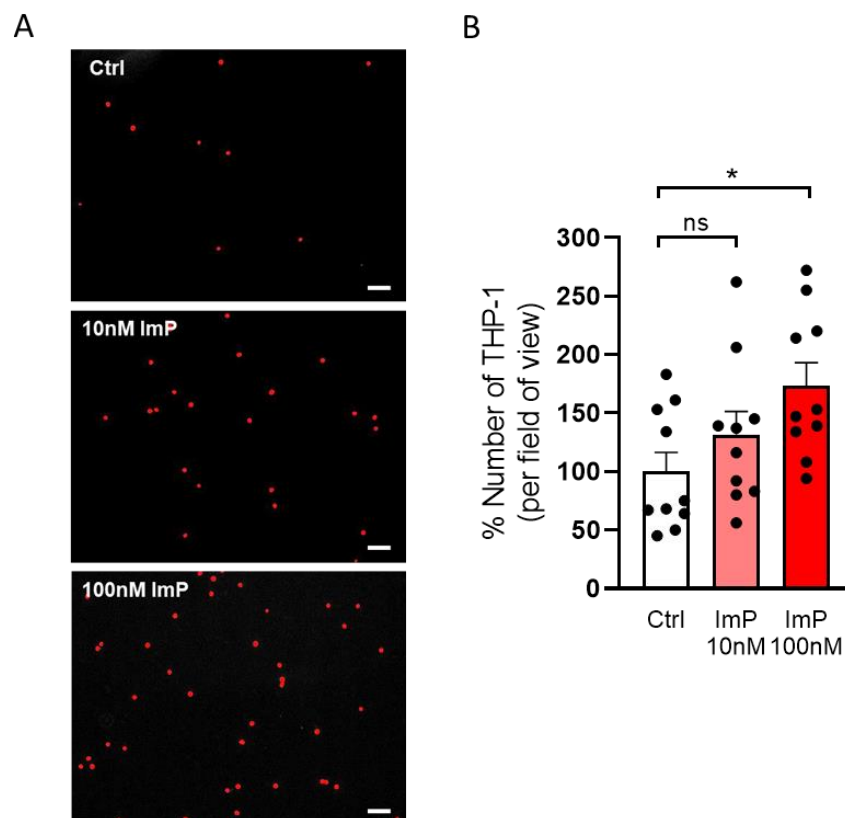 A
Ctrl
10nM ImP
100nM ImP
B
*
ns
300
250
200
150
100
50
0
% Number of THP-1
(per field of view)
Ctrl
ImP
10nM
ImP
100nM